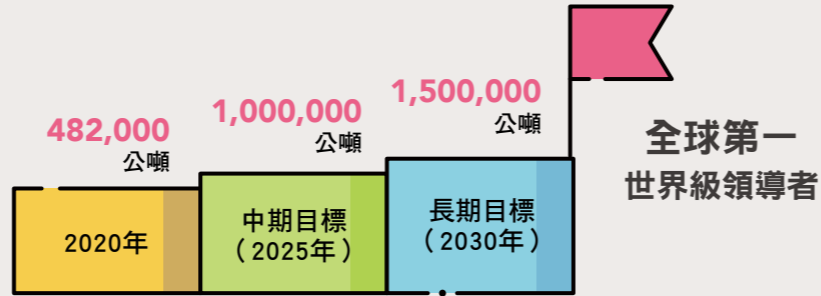 482,000
公噸
1,000,000
公噸
1,500,000
公噸
全球第一
世界級領導者
2020年
中期目標
（2025年）
長期目標
（2030年）